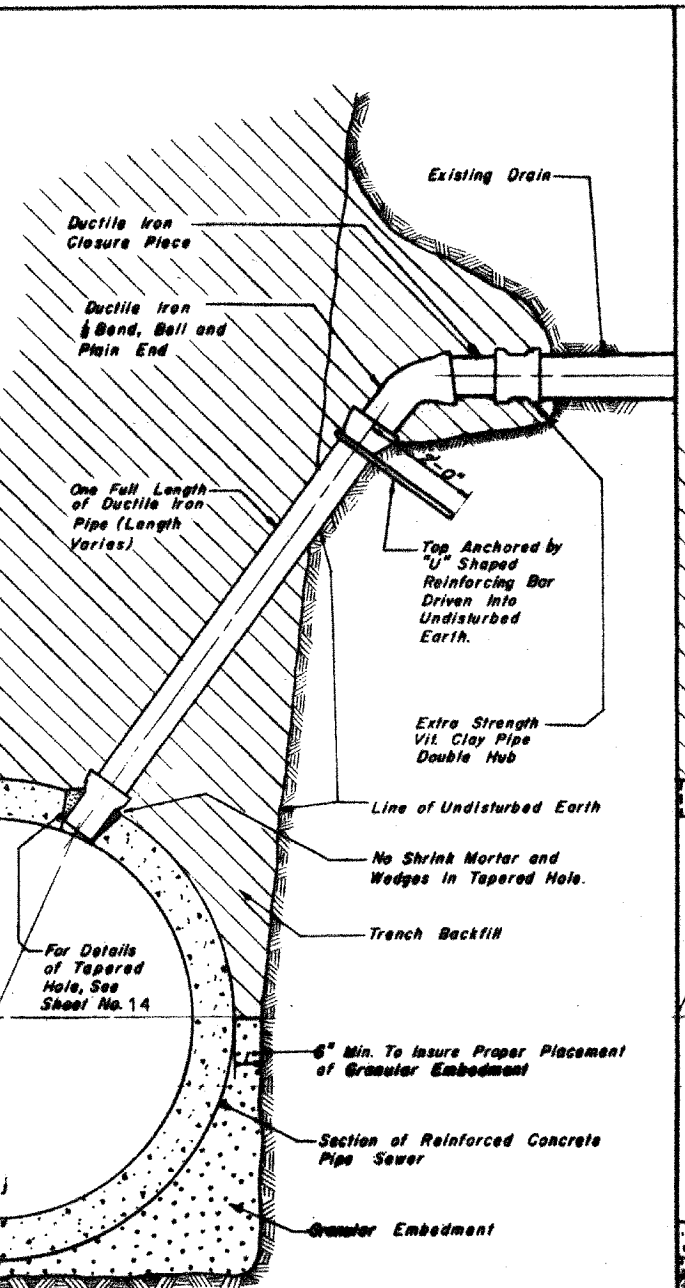 Existing Drain
Ductile Iron
Closure Piece
Ductile Iron
Bend, Bell and
Plain End
One Full Length
of Ductile Iron
Pipe (Length
Varies)
2'-0"
Top Anchored by
"U" Shaped
Reinforcing Bar
Driven Into
Undisturbed
Earth.
Extra Strength
Vit. Clay Pipe
Double Hub
Line of Undisturbed Earth
No Shrink Mortar and
Wedges in Tapered Hole.
Trench Backfill
For Details
of Tapered
Hole, See
Sheet No. 14
6" Min. To Insure Proper Placement
of Granular Embedment
Section of Reinforced Concrete
Pipe Sewer
Granular Embedment